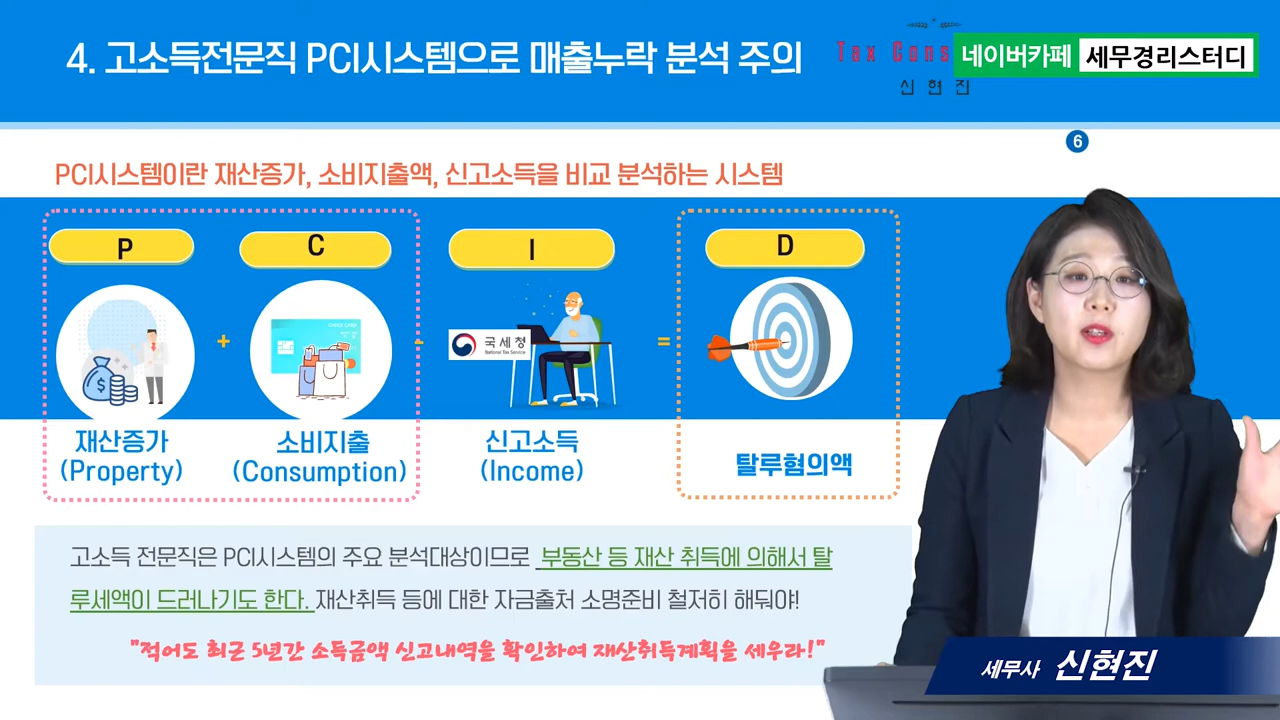 4. 고소득전문직 PCI시스템으로 매출누락 분석 주의
Tax Cons
신 현 진
네이버카페 세무경리스터디
6
PCI시스템이란 재산증가, 소비지출액, 신고소득을 비교 분석하는 시스템
P C I D
CHECK CARD
+ - =
국세청
National Tax Service
재산증가 소비지출 신고소득
(Property) (Consumption) (Income)
탈루혐의액
고소득 전문직은 PCI시스템의 주요 분석대상이므로 부동산 등 재산 취득에 의해서 탈
루세액이 드러나기도 한다. 재산취득 등에 대한 자금출처 소명준비 철저히 해둬야!
"적어도 최근 5년간 소득금액 신고내역을 확인하여 재산취득계획을 세우라!"
세무사 신현진